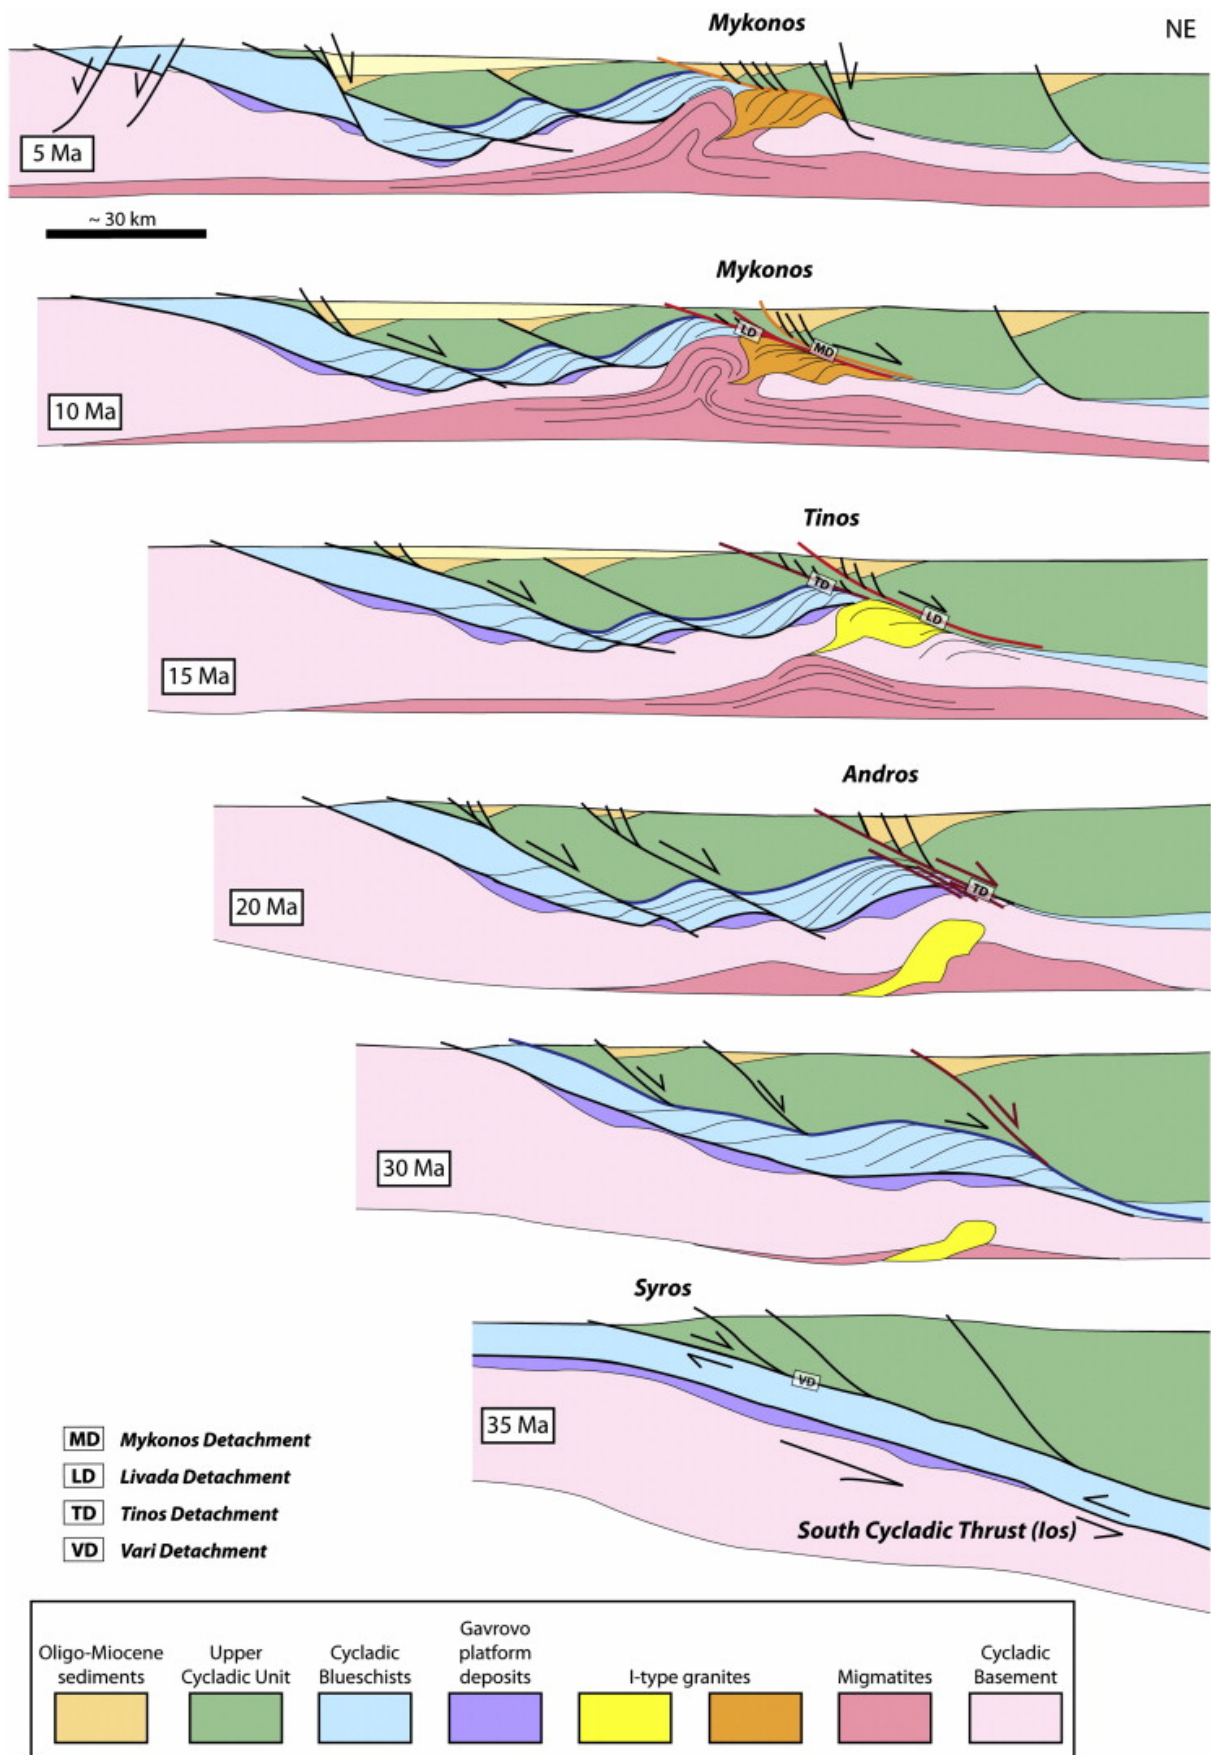 Mykonos
NE
5 Ma
~ 30 km
Mykonos
LD
MD
10 Ma
Tinos
TD
LD
15 Ma
Andros
TD
20 Ma
30 Ma
Syros
VD
35 Ma
South Cycladic Thrust (Ios)
MD Mykonos Detachment
LD Livada Detachment
TD Tinos Detachment
VD Vari Detachment
Oligo-Miocene
sediments
Upper
Cycladic Unit
Cycladic
Blueschists
Gavrovo
platform
deposits
I-type granites
Migmatites
Cycladic
Basement